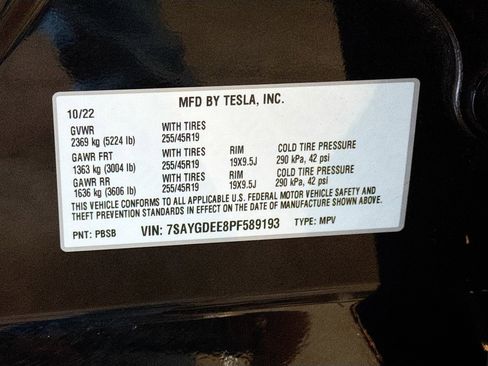 MFD BY TESLA, INC.
10/22
GVWR WITH TIRES
2369 kg (5224 lb) 255/45R19
GAWR FRT WITH TIRES RIM COLD TIRE PRESSURE
1363 kg (3004 lb) 255/45R19 19X9.5J 290 kPa, 42 psi
GAWR RR WITH TIRES RIM COLD TIRE PRESSURE
1636 kg (3606 lb) 255/45R19 19X9.5J 290 kPa, 42 psi
THIS VEHICLE CONFORMS TO ALL APPLICABLE U.S. FEDERAL MOTOR VEHICLE SAFETY AND
THEFT PREVENTION STANDARDS IN EFFECT ON THE DATE OF MANUFACTURE SHOWN ABOVE.
PNT: PBSB VIN: 7SAYGDEE8PF589193 TYPE: MPV